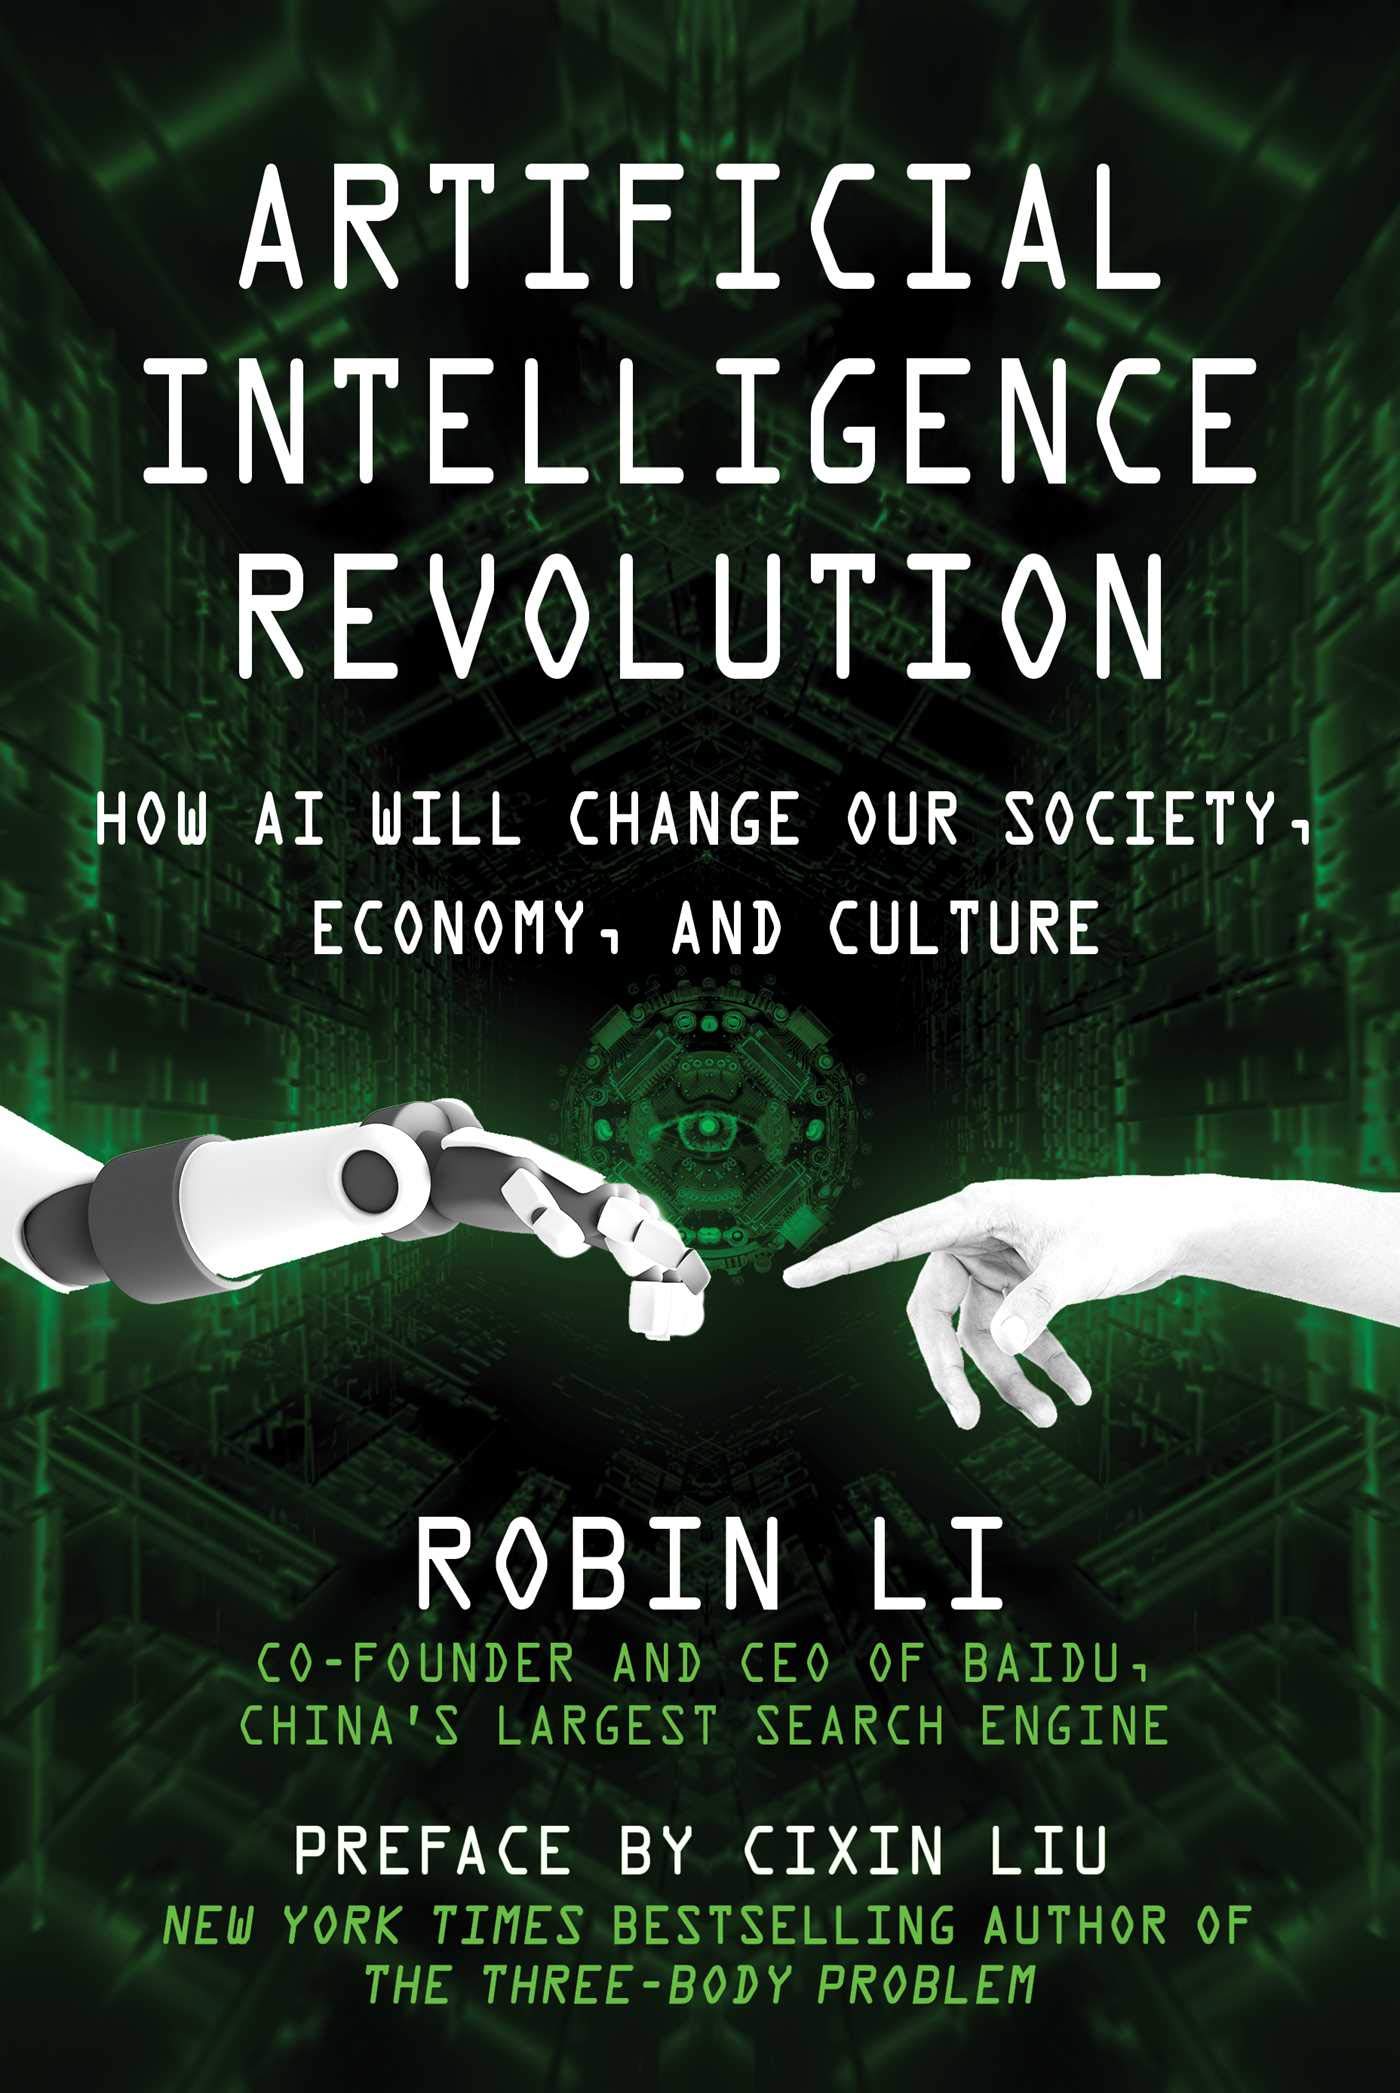 ARTIFICIAL
INTELLIGENCE
REVOLUTION
HOW AI WILL CHANGE OUR SOCIETY,
ECONOMY, AND CULTURE
ROBIN LI
CO-FOUNDER AND CEO OF BAIDU,
CHINA'S LARGEST SEARCH ENGINE
PREFACE BY CIXIN LIU
NEW YORK TIMES BESTSELLING AUTHOR OF
THE THREE-BODY PROBLEM